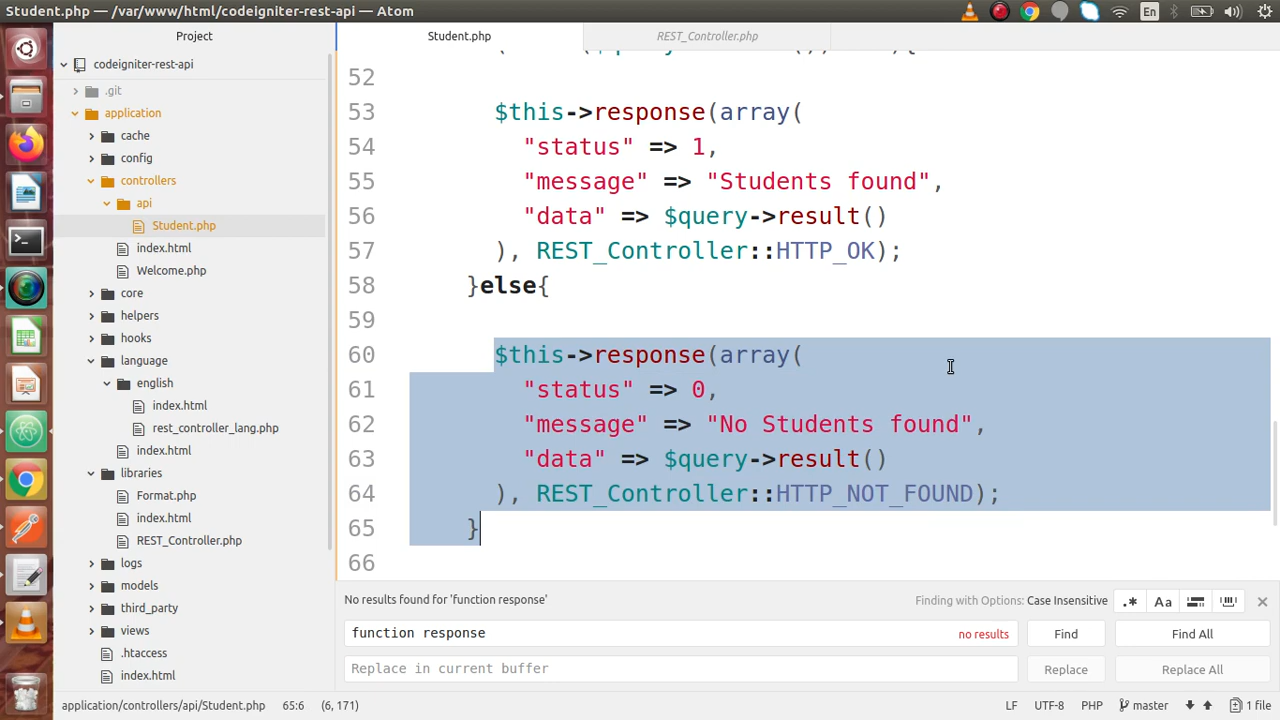 Student.php — /var/www/html/codeigniter-rest-api — Atom
En
Project
codeigniter-rest-api
.git
application
cache
config
controllers
api
Student.php
index.html
Welcome.php
core
helpers
hooks
language
english
index.html
rest_controller_lang.php
index.html
libraries
Format.php
index.html
REST_Controller.php
logs
models
third_party
views
.htaccess
index.html
Student.php
REST_Controller.php
52
53 $this->response(array(
54 "status" => 1,
55 "message" => "Students found",
56 "data" => $query->result()
57 ), REST_Controller::HTTP_OK);
58 }else{
59
60 $this->response(array(
61 "status" => 0,
62 "message" => "No Students found",
63 "data" => $query->result()
64 ), REST_Controller::HTTP_NOT_FOUND);
65 }
66
No results found for 'function response'
Finding with Options: Case Insensitive
.*
Aa
function response
no results
Find
Find All
Replace in current buffer
Replace
Replace All
application/controllers/api/Student.php
65:6
(6, 171)
LF
UTF-8
PHP
master
1 file